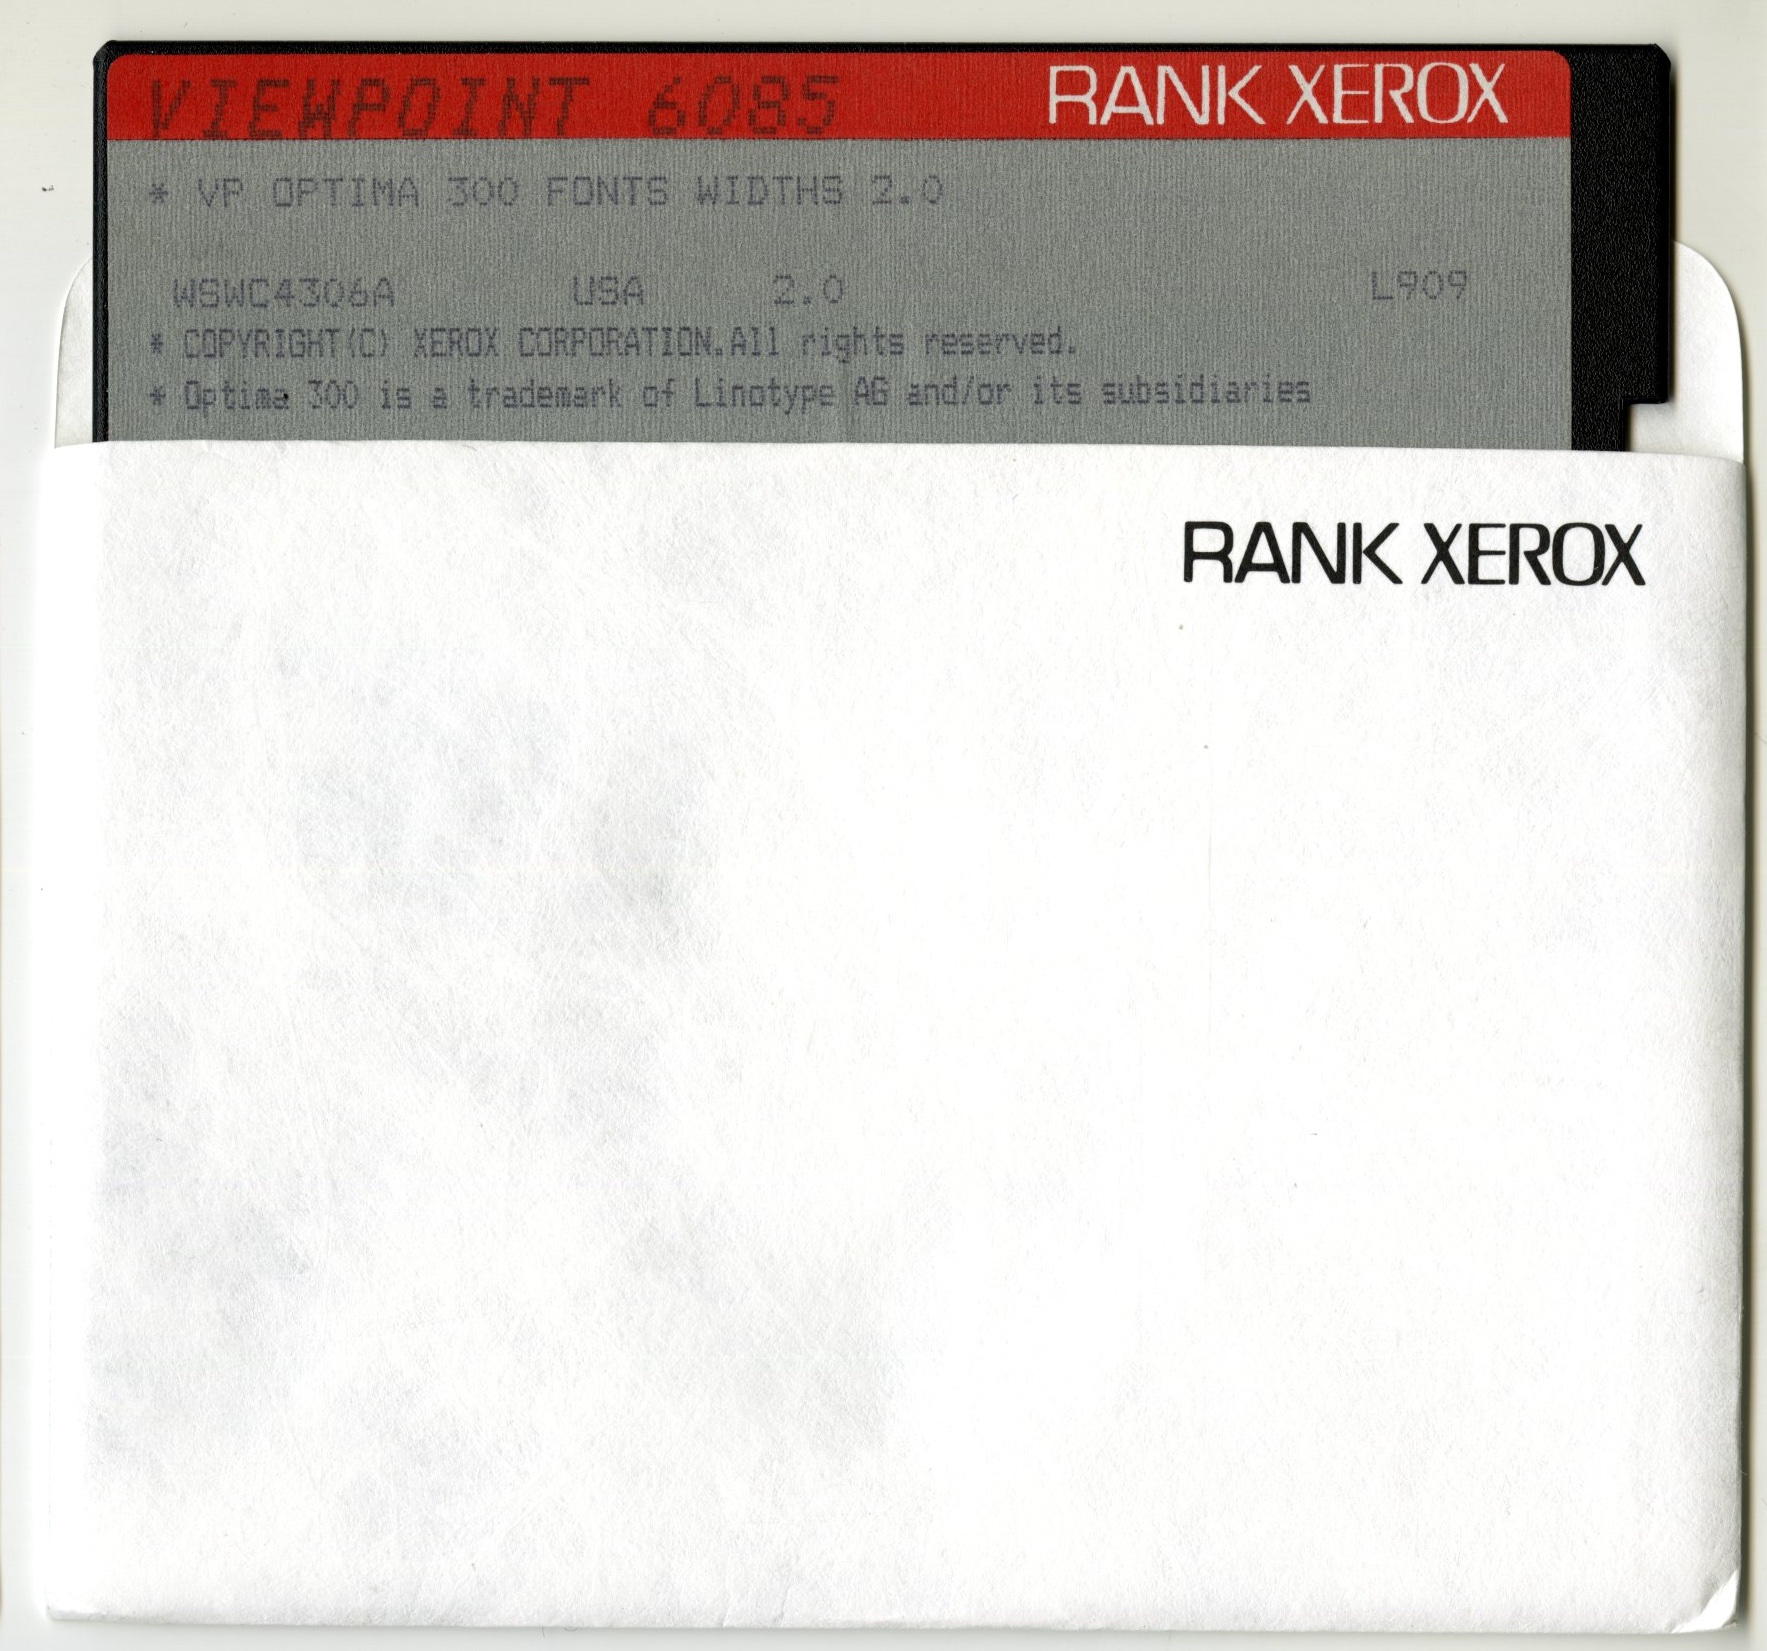 VIEWPOINT 6085 RANK XEROX
* VP OPTIMA 300 FONTS WIDTHS 2.0
WSWC4306A USA 2.0 L909
* COPYRIGHT(C) XEROX CORPORATION.All rights reserved.
* Optima 300 is a trademark of Linotype AG and/or its subsidiaries
RANK XEROX